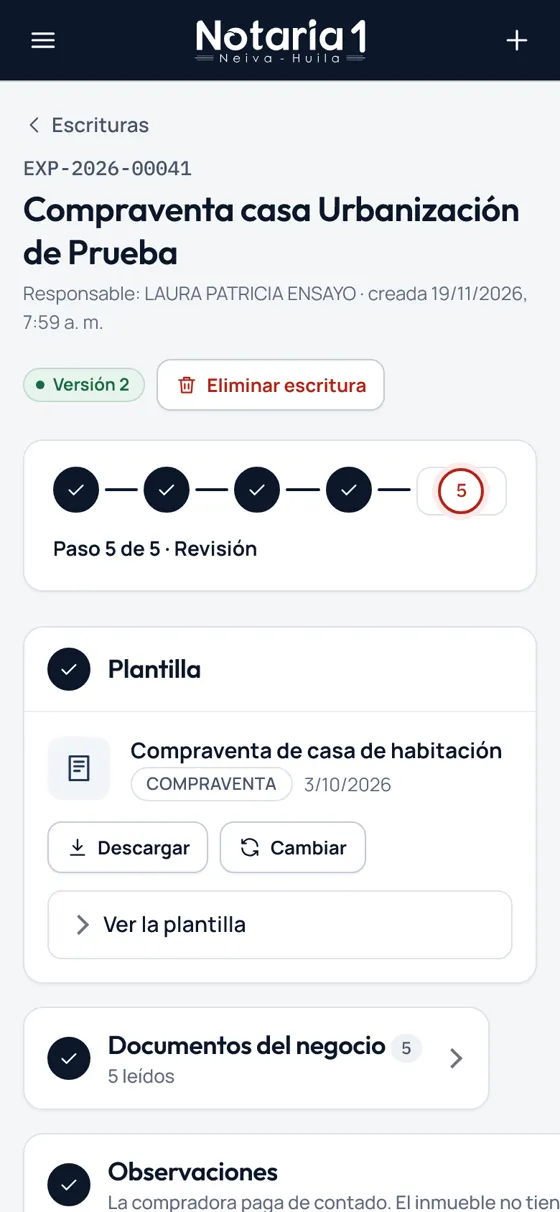 Notaría 1
Neiva - Huila
Escrituras
EXP-2026-00041
Compraventa casa Urbanización
de Prueba
Responsable: LAURA PATRICIA ENSAYO · creada 19/11/2026,
7:59 a. m.
Versión 2
Eliminar escritura
5
Paso 5 de 5 · Revisión
Plantilla
Compraventa de casa de habitación
COMPRAVENTA 3/10/2026
Descargar
Cambiar
Ver la plantilla
Documentos del negocio 5
5 leídos
Observaciones
La compradora paga de contado. El inmueble no tien